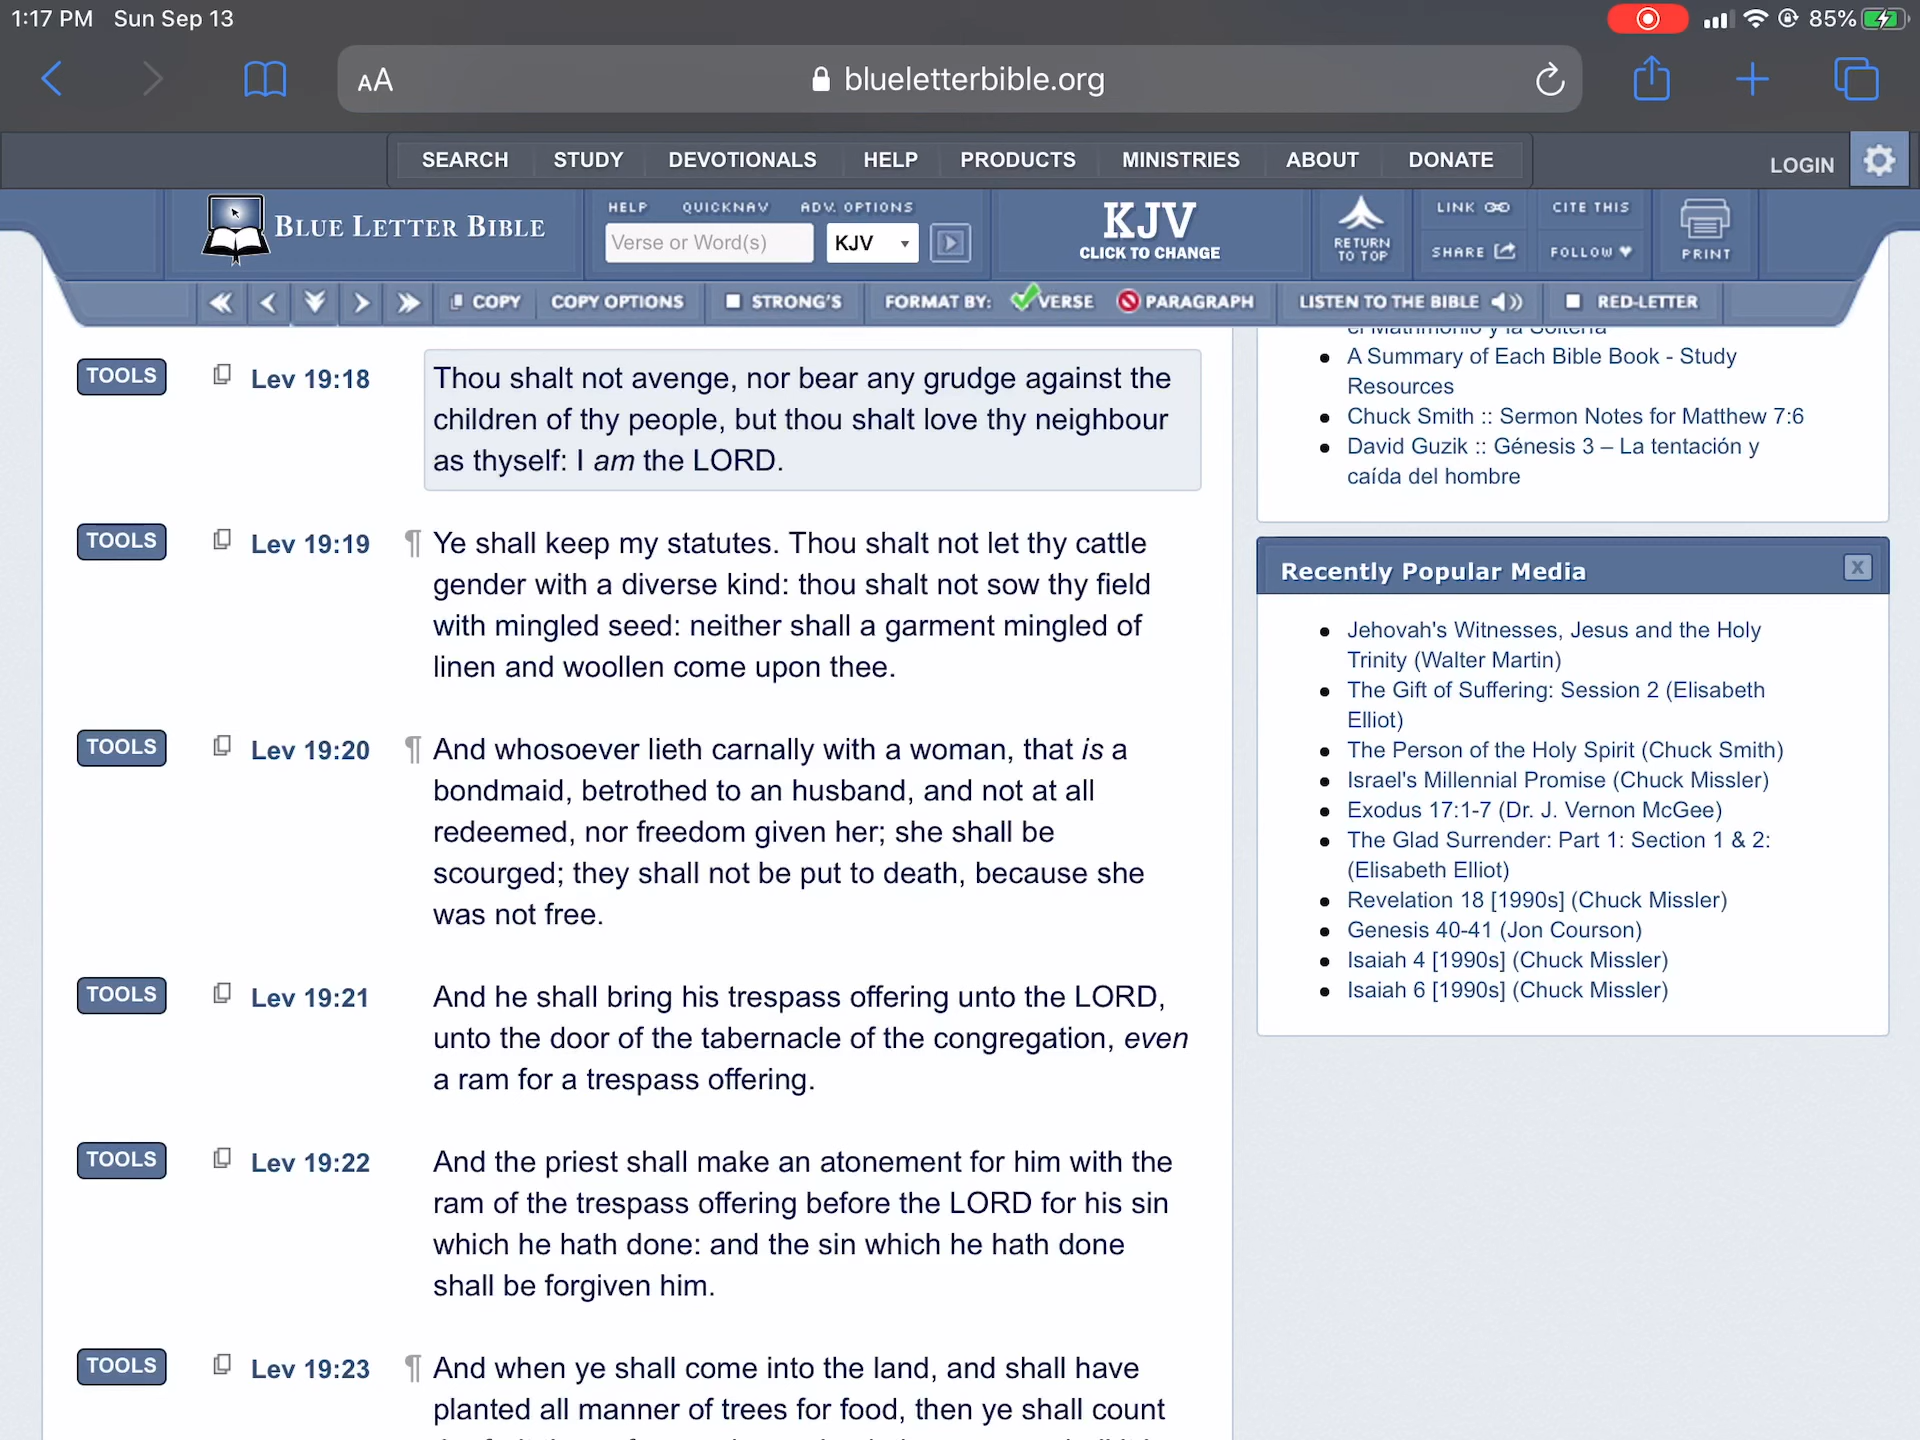 1:17 PM Sun Sep 13
85%
AA
blueletterbible.org
SEARCH STUDY DEVOTIONALS HELP PRODUCTS MINISTRIES ABOUT DONATE
LOGIN
BLUE LETTER BIBLE
HELP QUICKNAV ADV. OPTIONS
Verse or Word(s)
KJV
KJV
CLICK TO CHANGE
RETURN
TO TOP
LINK
SHARE
CITE THIS
FOLLOW
PRINT
COPY COPY OPTIONS STRONG'S FORMAT BY: VERSE PARAGRAPH LISTEN TO THE BIBLE RED-LETTER
TOOLS Lev 19:18
Thou shalt not avenge, nor bear any grudge against the
children of thy people, but thou shalt love thy neighbour
as thyself: I am the LORD.
TOOLS Lev 19:19
¶ Ye shall keep my statutes. Thou shalt not let thy cattle
gender with a diverse kind: thou shalt not sow thy field
with mingled seed: neither shall a garment mingled of
linen and woollen come upon thee.
TOOLS Lev 19:20
¶ And whosoever lieth carnally with a woman, that is a
bondmaid, betrothed to an husband, and not at all
redeemed, nor freedom given her; she shall be
scourged; they shall not be put to death, because she
was not free.
TOOLS Lev 19:21
And he shall bring his trespass offering unto the LORD,
unto the door of the tabernacle of the congregation, even
a ram for a trespass offering.
TOOLS Lev 19:22
And the priest shall make an atonement for him with the
ram of the trespass offering before the LORD for his sin
which he hath done: and the sin which he hath done
shall be forgiven him.
TOOLS Lev 19:23
¶ And when ye shall come into the land, and shall have
planted all manner of trees for food, then ye shall count
el Matrimonio y la Soltería
A Summary of Each Bible Book - Study
Resources
Chuck Smith :: Sermon Notes for Matthew 7:6
David Guzik :: Génesis 3 – La tentación y
caída del hombre
Recently Popular Media
X
Jehovah's Witnesses, Jesus and the Holy
Trinity (Walter Martin)
The Gift of Suffering: Session 2 (Elisabeth
Elliot)
The Person of the Holy Spirit (Chuck Smith)
Israel's Millennial Promise (Chuck Missler)
Exodus 17:1-7 (Dr. J. Vernon McGee)
The Glad Surrender: Part 1: Section 1 & 2:
(Elisabeth Elliot)
Revelation 18 [1990s] (Chuck Missler)
Genesis 40-41 (Jon Courson)
Isaiah 4 [1990s] (Chuck Missler)
Isaiah 6 [1990s] (Chuck Missler)